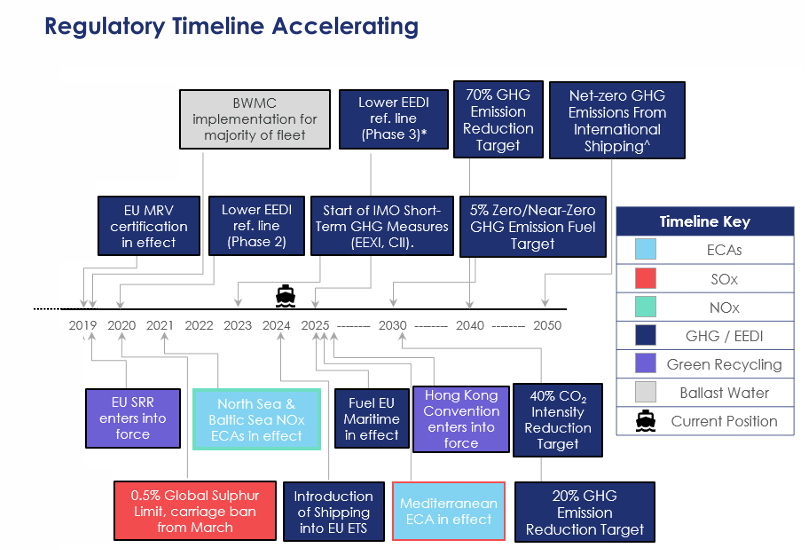 Regulatory Timeline Accelerating
BWMC
implementation for
majority of fleet
Lower EEDI
ref. line
(Phase 3)*
70% GHG
Emission
Reduction
Target
Net-zero GHG
Emissions From
International
Shipping^
EU MRV
certification
in effect
Lower EEDI
ref. line
(Phase 2)
Start of IMO Short-
Term GHG Measures
(EEXI, CII).
5% Zero/Near-Zero
GHG Emission Fuel
Target
2019 2020 2021 2022 2023 2024 2025 -------- 2030 -------- 2040 -------- 2050
EU SRR
enters into
force
North Sea &
Baltic Sea NOx
ECAs in effect
Fuel EU
Maritime
in effect
Hong Kong
Convention
enters into
force
40% CO₂
Intensity
Reduction
Target
0.5% Global Sulphur
Limit, carriage ban
from March
Introduction
of Shipping
into EU ETS
Mediterranean
ECA in effect
20% GHG
Emission
Reduction Target
Timeline Key
ECAs
SOx
NOx
GHG / EEDI
Green Recycling
Ballast Water
Current Position